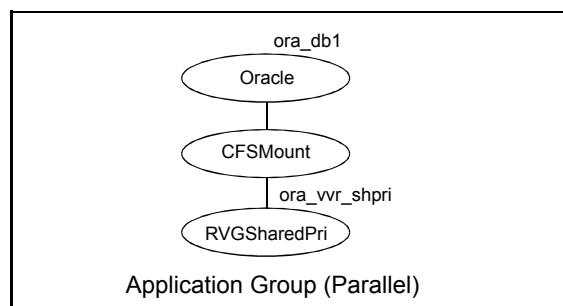 ora_db1
Oracle
CFSMount
ora_vvr_shpri
RVGSharedPri
Application Group (Parallel)